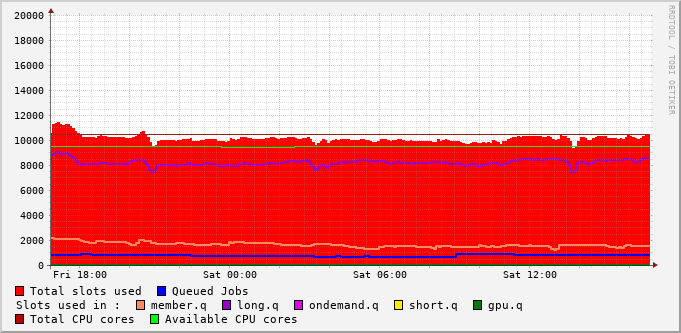 RRDTOOL / TOBI OETIKER
20000
18000
16000
14000
12000
10000
8000
6000
4000
2000
0
Fri 18:00 Sat 00:00 Sat 06:00 Sat 12:00
Total slots used Queued Jobs
Slots used in : member.q long.q ondemand.q short.q gpu.q
Total CPU cores Available CPU cores